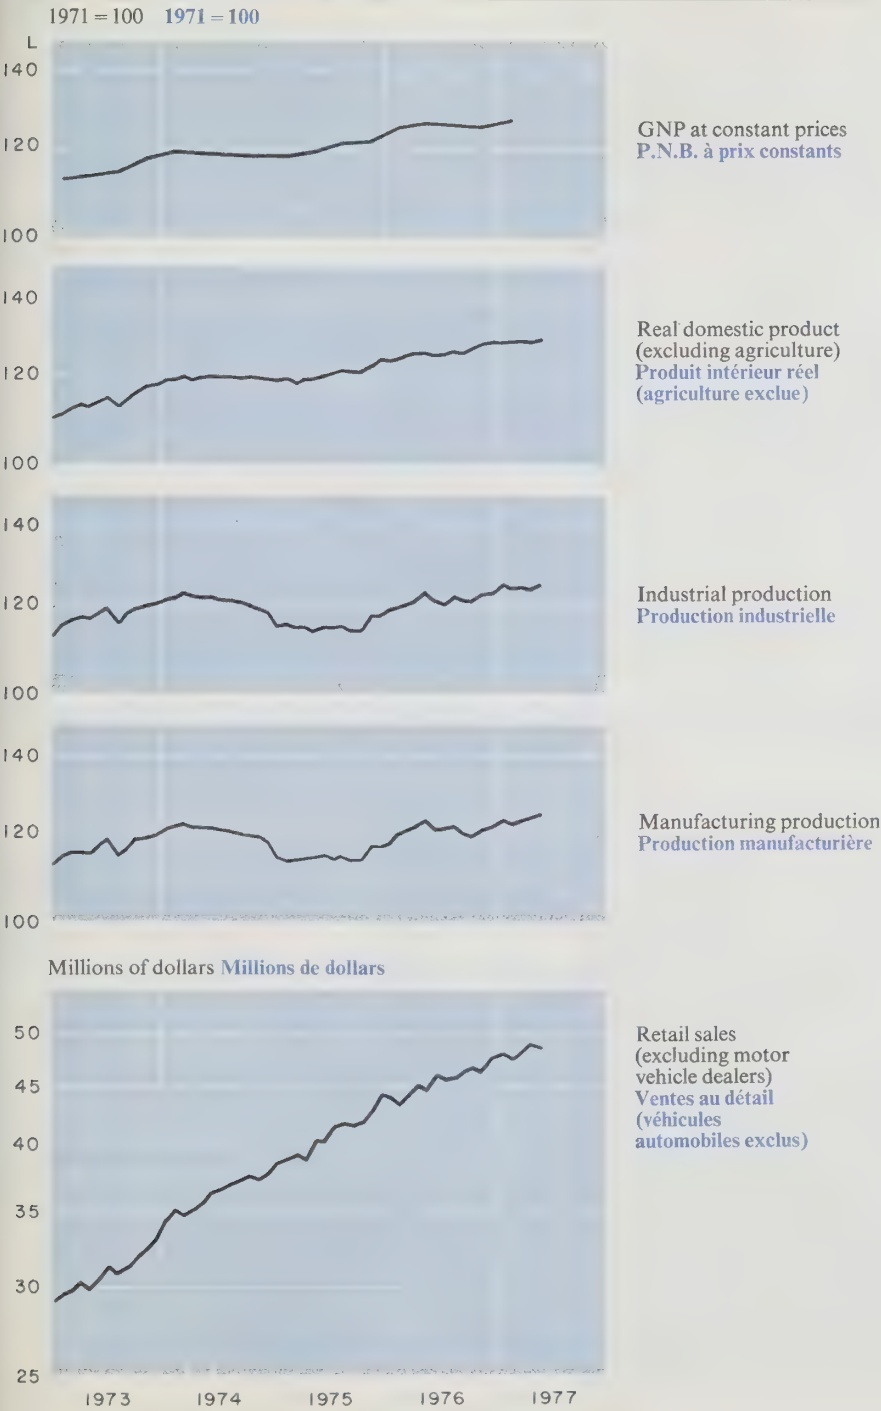 1971 = 100 1971 = 100
L
140
120
100
GNP at constant prices
P.N.B. à prix constants
140
120
100
Real domestic product
(excluding agriculture)
Produit intérieur réel
(agriculture exclue)
140
120
100
Industrial production
Production industrielle
140
120
100
Manufacturing production
Production manufacturière
Millions of dollars Millions de dollars
50
45
40
35
30
25
Retail sales
(excluding motor
vehicle dealers)
Ventes au détail
(véhicules
automobiles exclus)
1973 1974 1975 1976 1977